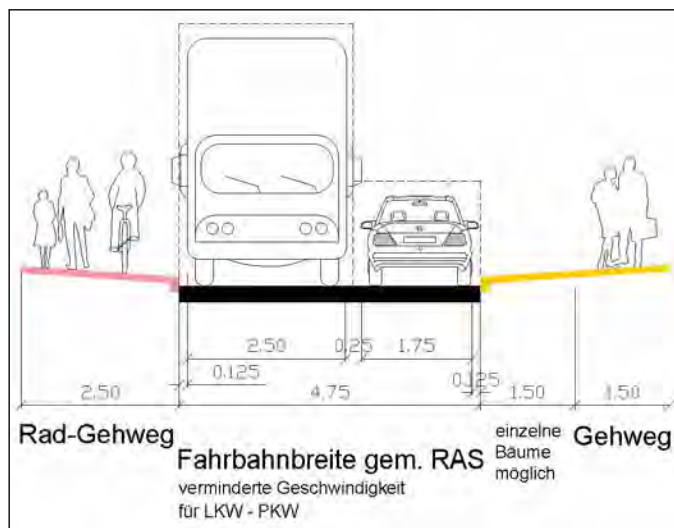 2.50
0.25
1.75
0.125
0.125
2.50
4.75
1.50
1.50
Rad-Gehweg
einzelne
Bäume
möglich
Gehweg
Fahrbahnbreite gem. RAS
verminderte Geschwindigkeit
für LKW - PKW